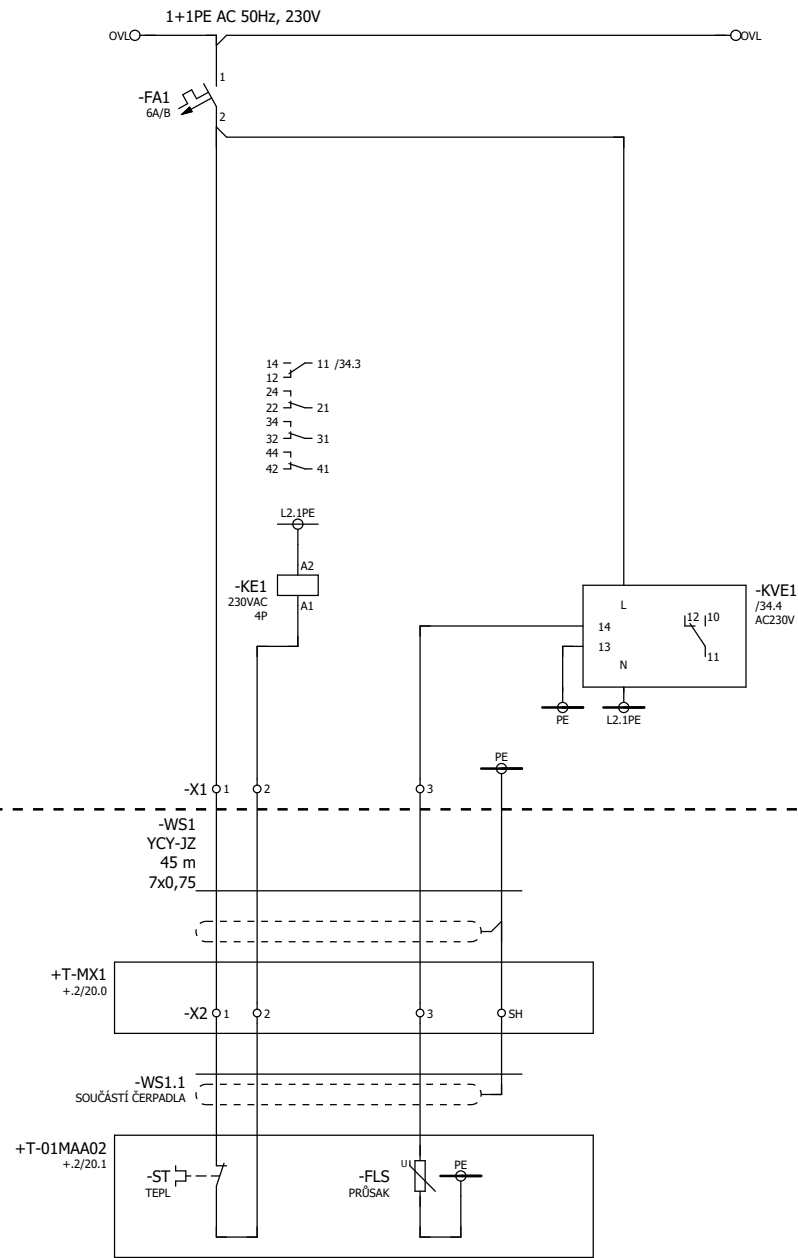 1+1PE AC 50Hz, 230V
OVL
OVL
1
-FA1
6A/B
2
14
11 /34.3
12
24
22
21
34
32
31
44
42
41
L2.1PE
A2
-KE1
230VAC
4P
A1
-KVE1
/34.4
AC230V
L
14
13
N
12
10
11
PE
L2.1PE
PE
-X1
1
2
3
-WS1
YCY-JZ
45 m
7x0,75
+T-MX1
+.2/20.0
-X2
1
2
3
SH
-WS1.1
SOUČÁSTÍ ČERPADLA
+T-01MAA02
+.2/20.1
-ST
TEPL
-FLS
PRŮSAK
U
PE